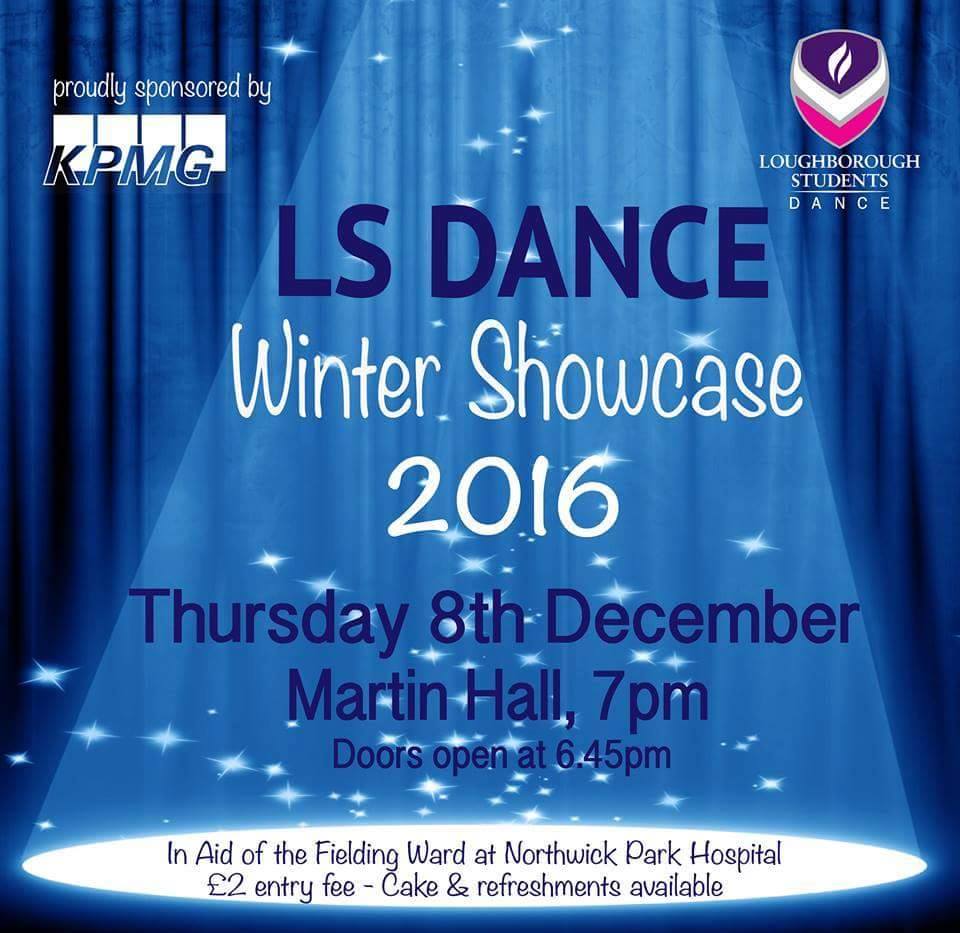 proudly sponsored by
KPMG
LOUGHBOROUGH
STUDENTS
DANCE
LS DANCE
Winter Showcase
2016
Thursday 8th December
Martin Hall, 7pm
Doors open at 6.45pm
In Aid of the Fielding Ward at Northwick Park Hospital
£2 entry fee - Cake & refreshments available